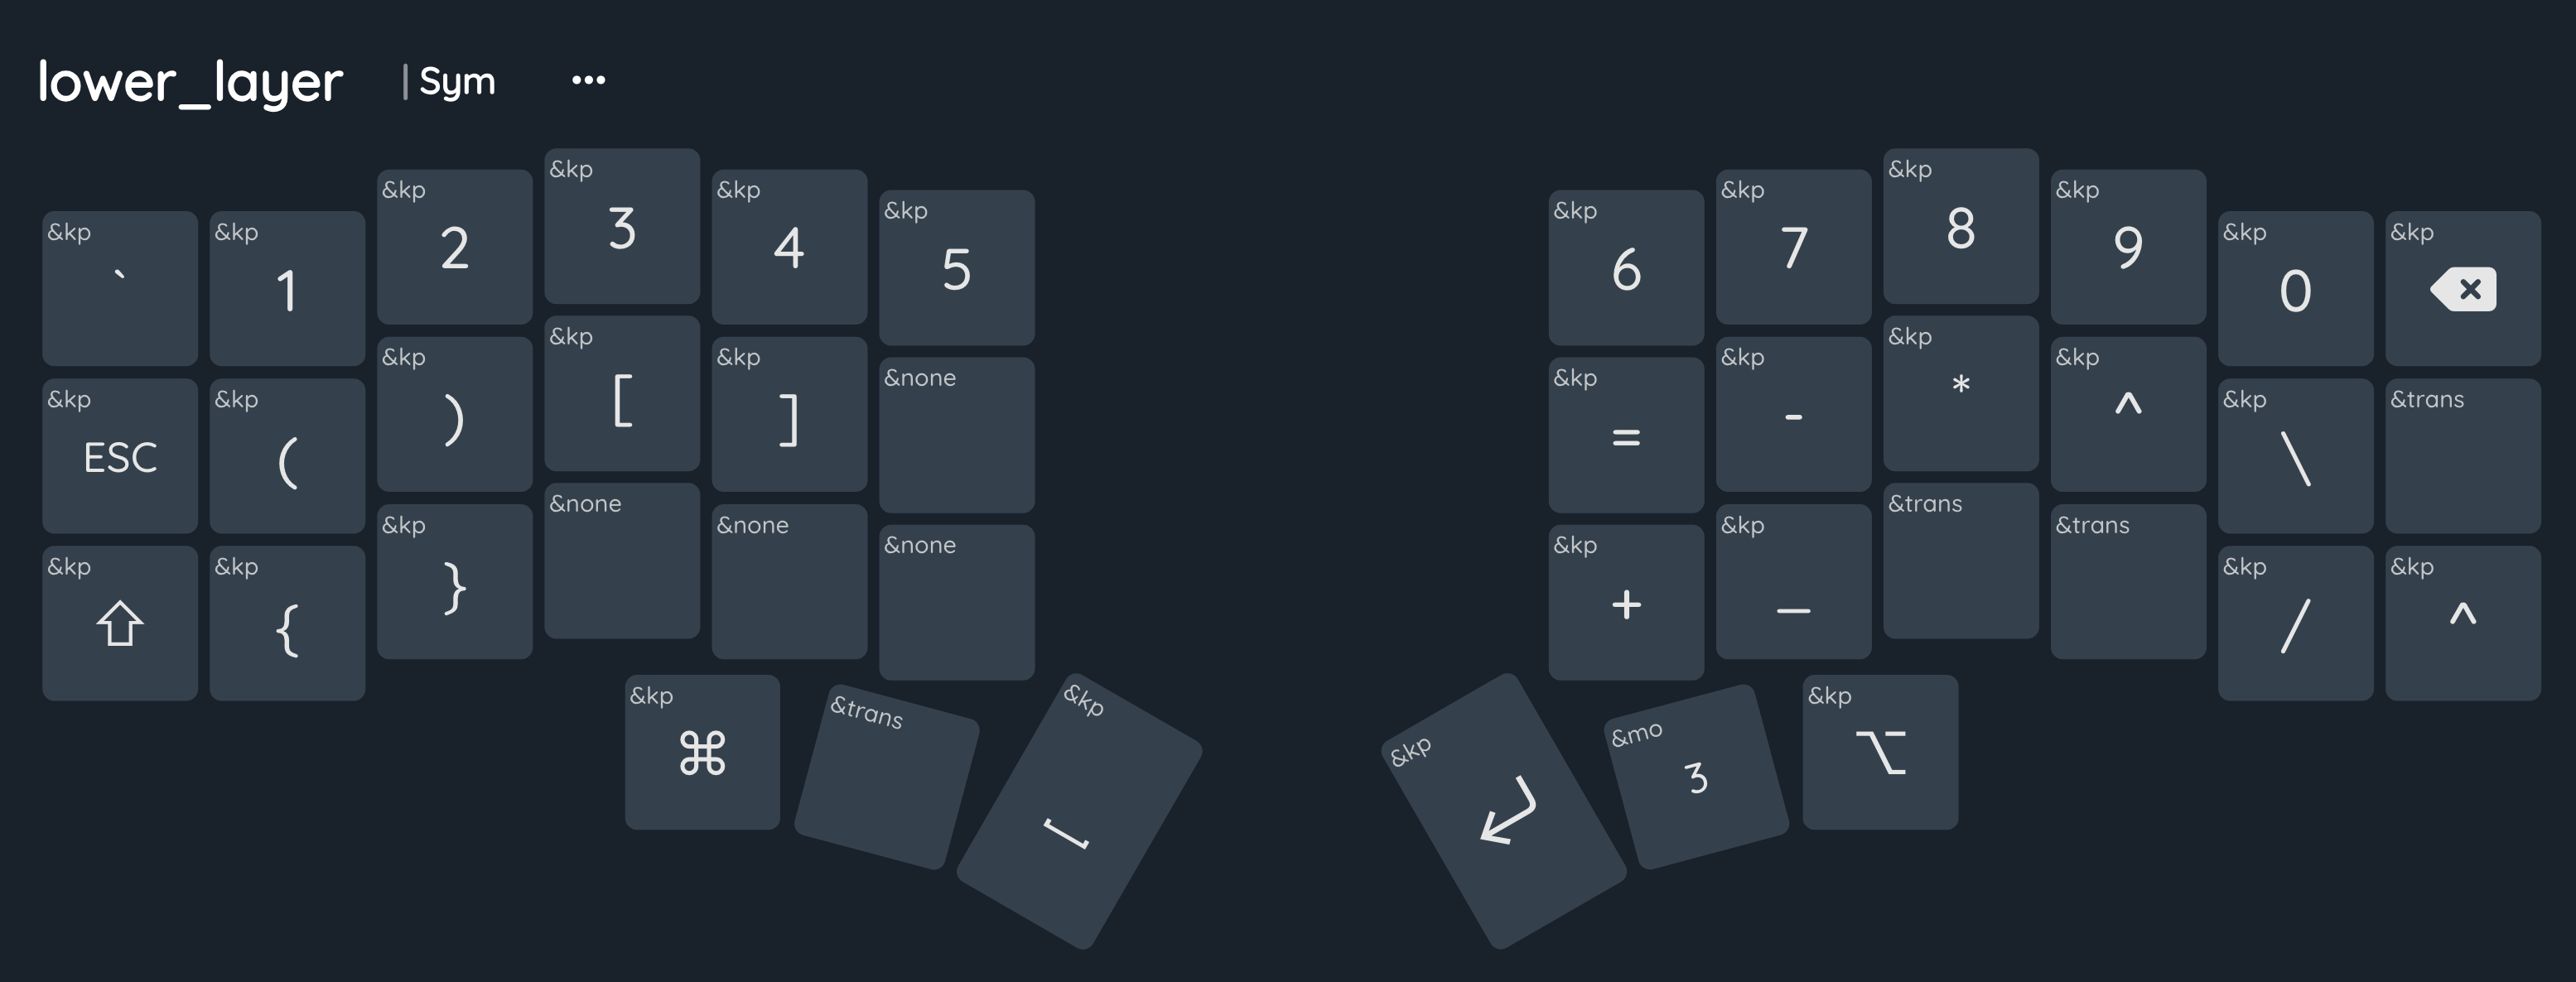 lower_layer | Sym •••
&kp ` &kp 1 &kp 2 &kp 3 &kp 4 &kp 5 &kp 6 &kp 7 &kp 8 &kp 9 &kp 0 &kp
&kp ESC &kp ( &kp ) &kp [ &kp ] &none &kp = &kp - &kp * &kp ^ &kp \ &trans
&kp ⇧ &kp { &kp } &none &none &none &kp + &kp _ &trans &trans &kp / &kp ^
&kp ⌘ &trans &kp ⎵ &kp ↵ &mo 3 &kp ⌥